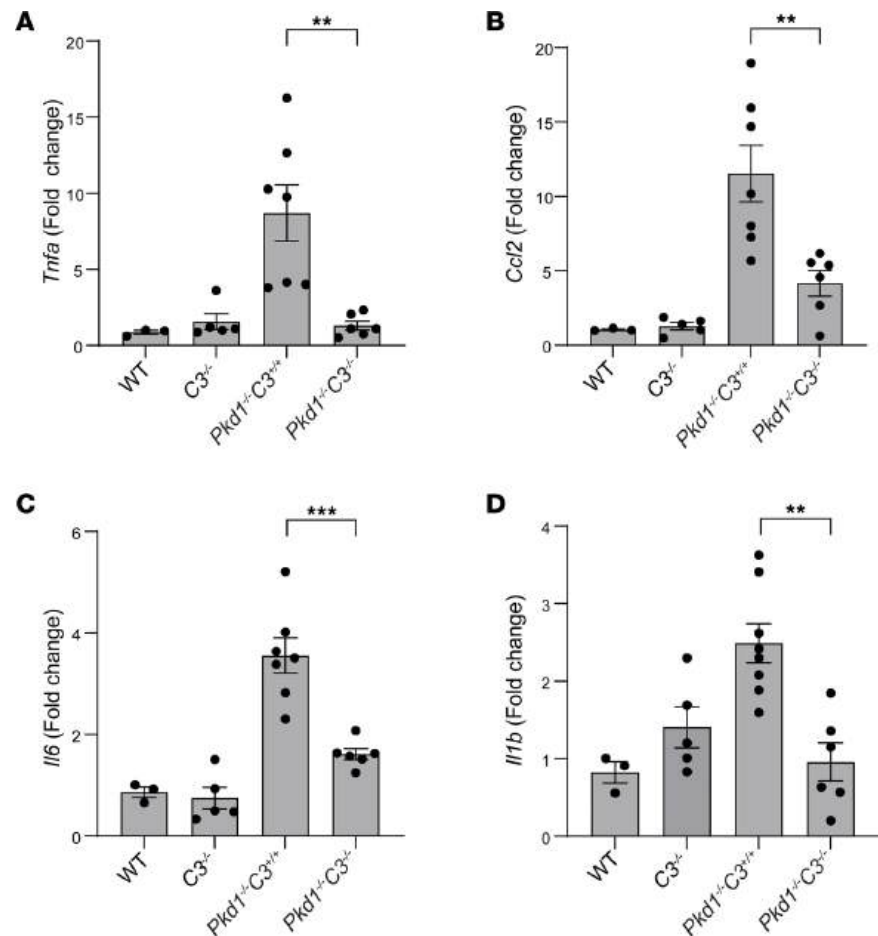 A
**
20
15
10
5
0
Tnfa (Fold change)
WT
C3-/-
Pkd1-/-C3+/+
Pkd1-/-C3-/-
B
**
20
15
10
5
0
Ccl2 (Fold change)
WT
C3-/-
Pkd1-/-C3+/+
Pkd1-/-C3-/-
C
***
6
4
2
0
Il6 (Fold change)
WT
C3-/-
Pkd1-/-C3+/+
Pkd1-/-C3-/-
D
**
4
3
2
1
0
Il1b (Fold change)
WT
C3-/-
Pkd1-/-C3+/+
Pkd1-/-C3-/-